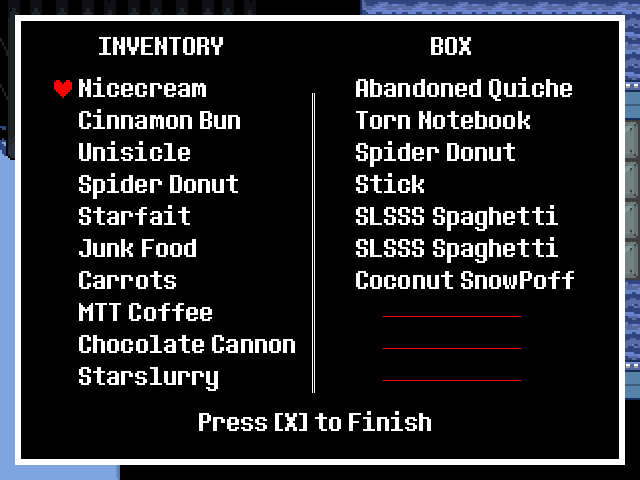 INVENTORY
BOX
Nicecream
Cinnamon Bun
Unisicle
Spider Donut
Starfait
Junk Food
Carrots
MTT Coffee
Chocolate Cannon
Starslurry
Abandoned Quiche
Torn Notebook
Spider Donut
Stick
SLSSS Spaghetti
SLSSS Spaghetti
Coconut SnowPoff
Press [X] to Finish